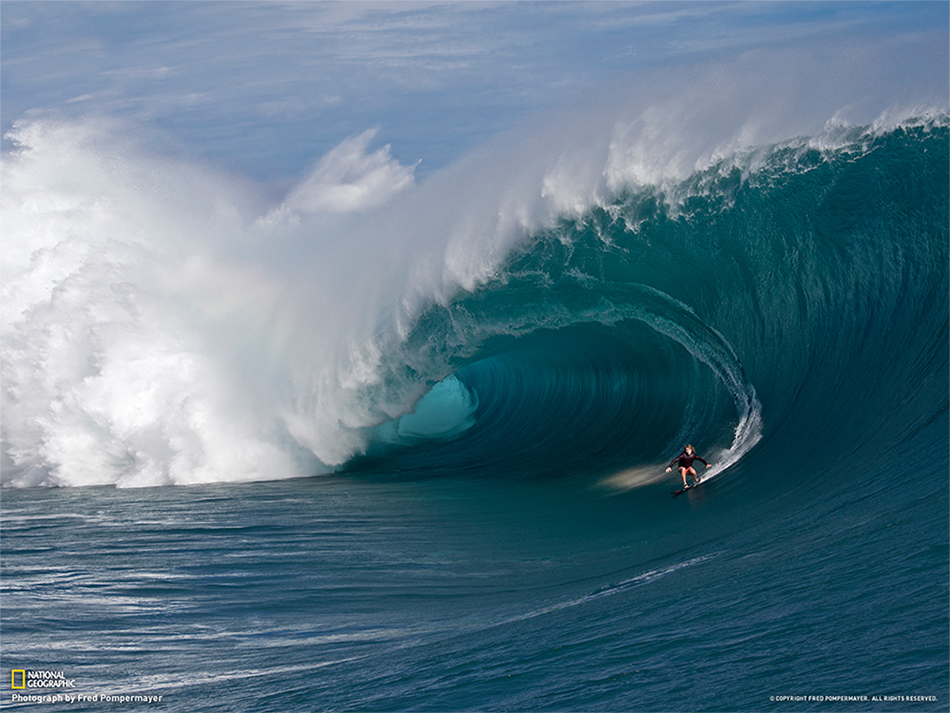 NATIONAL
GEOGRAPHIC
Photograph by Fred Pompermayer
© COPYRIGHT FRED POMPERMAYER. ALL RIGHTS RESERVED.